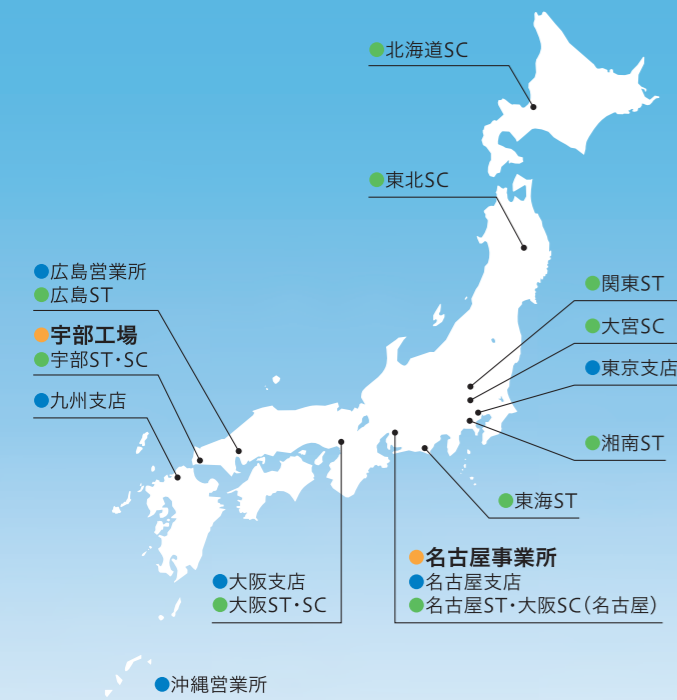 ●北海道SC
●東北SC
●広島営業所
●広島ST
●宇部工場
●宇部ST・SC
●九州支店
●関東ST
●大宮SC
●東京支店
●湘南ST
●東海ST
●名古屋事業所
●名古屋支店
●名古屋ST・大阪SC(名古屋)
●大阪支店
●大阪ST・SC
●沖縄営業所